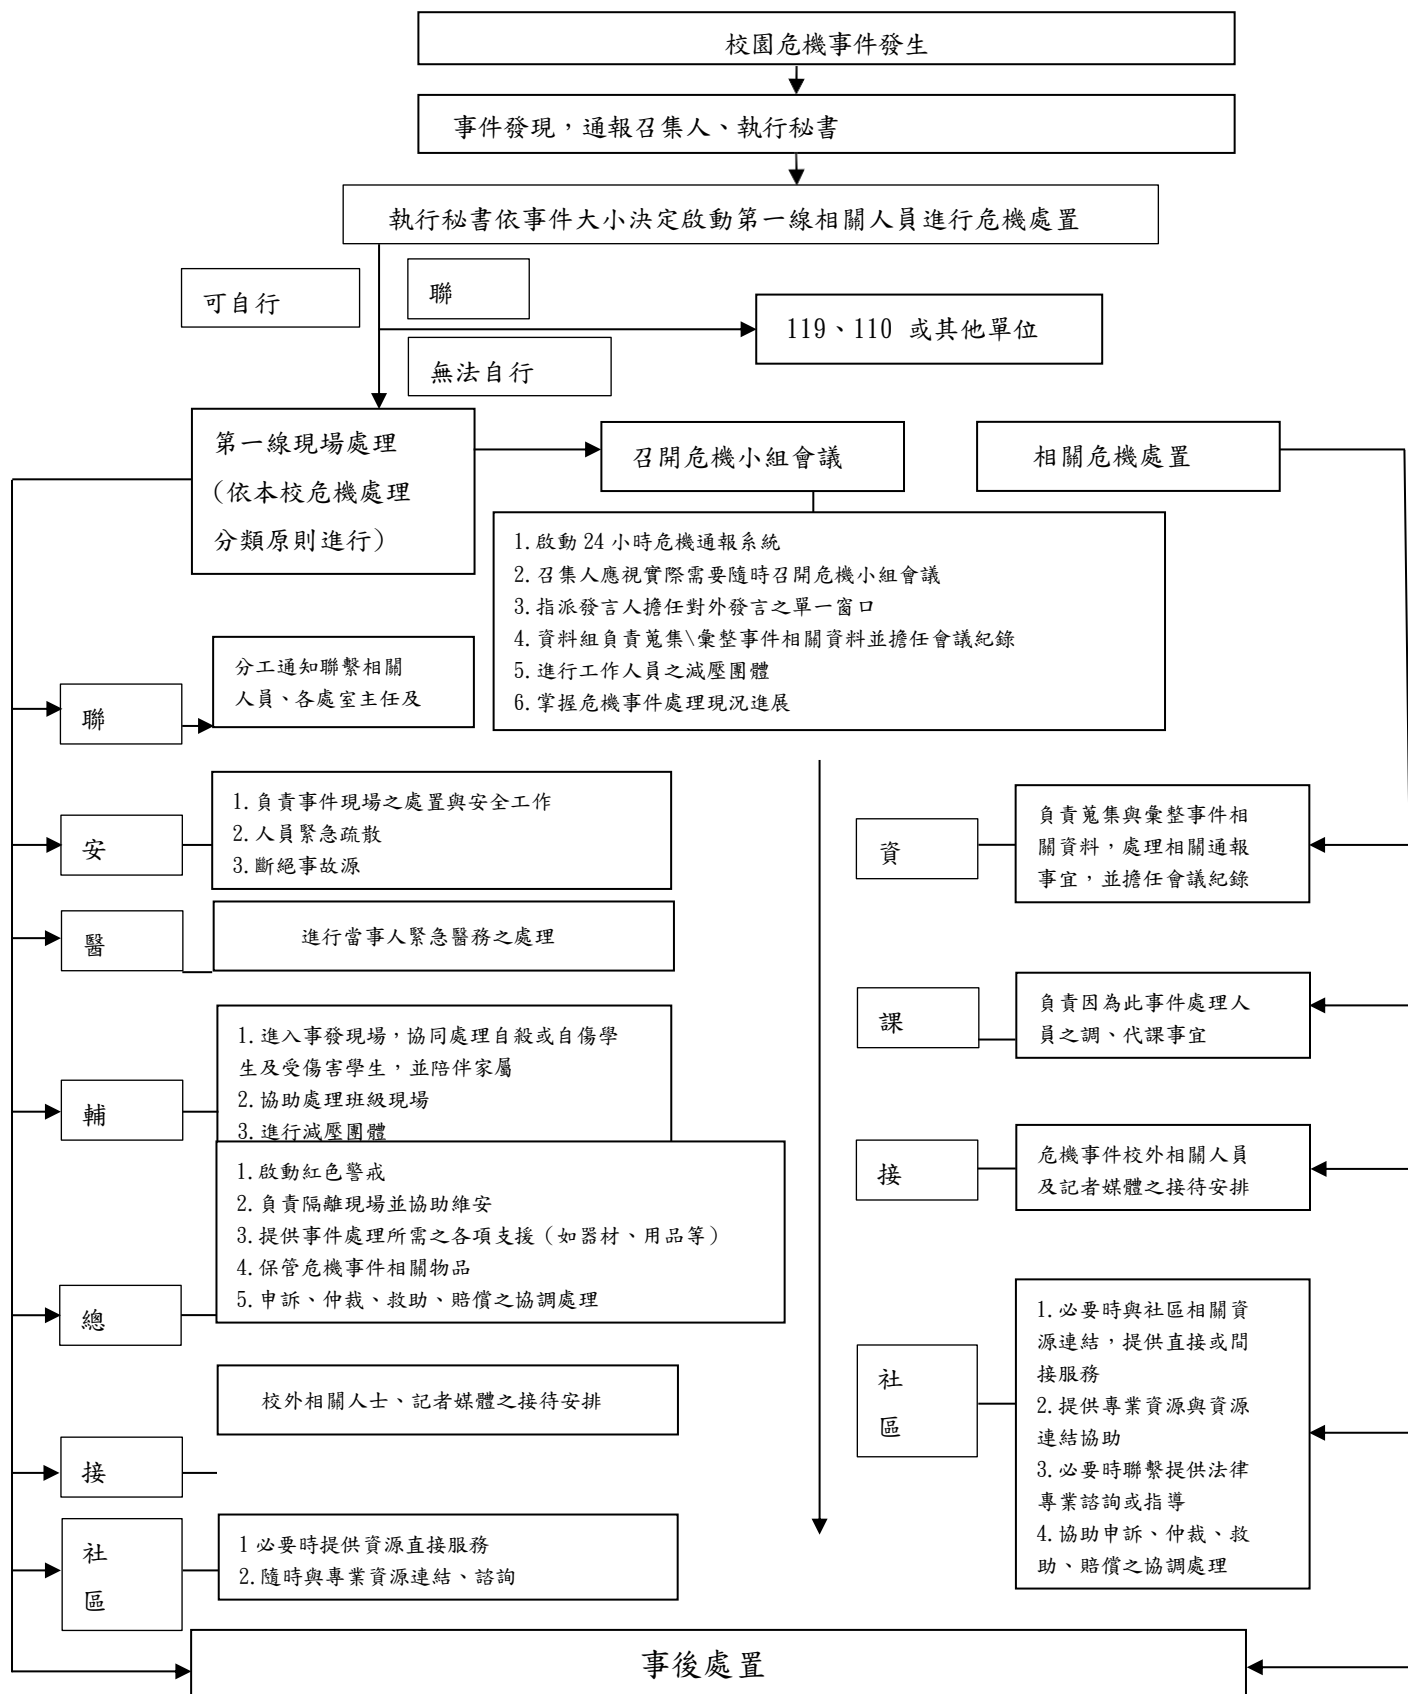 校園危機事件發生
事件發現，通報召集人、執行秘書
執行秘書依事件大小決定啟動第一線相關人員進行危機處置
可自行
聯
119、110 或其他單位
無法自行
第一線現場處理
(依本校危機處理
分類原則進行)
召開危機小組會議
相關危機處置
1.啟動 24 小時危機通報系統
2.召集人應視實際需要隨時召開危機小組會議
3.指派發言人擔任對外發言之單一窗口
4.資料組負責蒐集\彙整事件相關資料並擔任會議紀錄
5.進行工作人員之減壓團體
6.掌握危機事件處理現況進展
聯
分工通知聯繫相關
人員、各處室主任及
安
1.負責事件現場之處置與安全工作
2.人員緊急疏散
3.斷絕事故源
醫
進行當事人緊急醫務之處理
輔
1.進入事發現場，協同處理自殺或自傷學
生及受傷害學生，並陪伴家屬
2.協助處理班級現場
3.進行減壓團體
總
1.啟動紅色警戒
2.負責隔離現場並協助維安
3.提供事件處理所需之各項支援（如器材、用品等）
4.保管危機事件相關物品
5.申訴、仲裁、救助、賠償之協調處理
校外相關人士、記者媒體之接待安排
接
社
區
1 必要時提供資源直接服務
2.隨時與專業資源連結、諮詢
資
負責蒐集與彙整事件相
關資料，處理相關通報
事宜，並擔任會議紀錄
課
負責因為此事件處理人
員之調、代課事宜
接
危機事件校外相關人員
及記者媒體之接待安排
社
區
1.必要時與社區相關資
源連結，提供直接或間
接服務
2.提供專業資源與資源
連結協助
3.必要時聯繫提供法律
專業諮詢或指導
4.協助申訴、仲裁、救
助、賠償之協調處理
事後處置